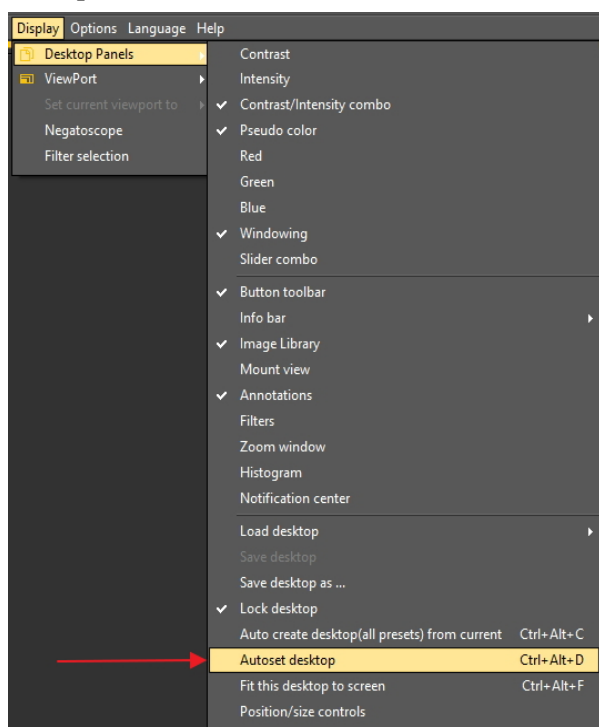 Display Options Language Help
Desktop Panels
ViewPort
Set current viewport to
Negatoscope
Filter selection
Contrast
Intensity
Contrast/Intensity combo
Pseudo color
Red
Green
Blue
Windowing
Slider combo
Button toolbar
Info bar
Image Library
Mount view
Annotations
Filters
Zoom window
Histogram
Notification center
Load desktop
Save desktop
Save desktop as ...
Lock desktop
Auto create desktop(all presets) from current Ctrl+Alt+C
Autoset desktop Ctrl+Alt+D
Fit this desktop to screen Ctrl+Alt+F
Position/size controls